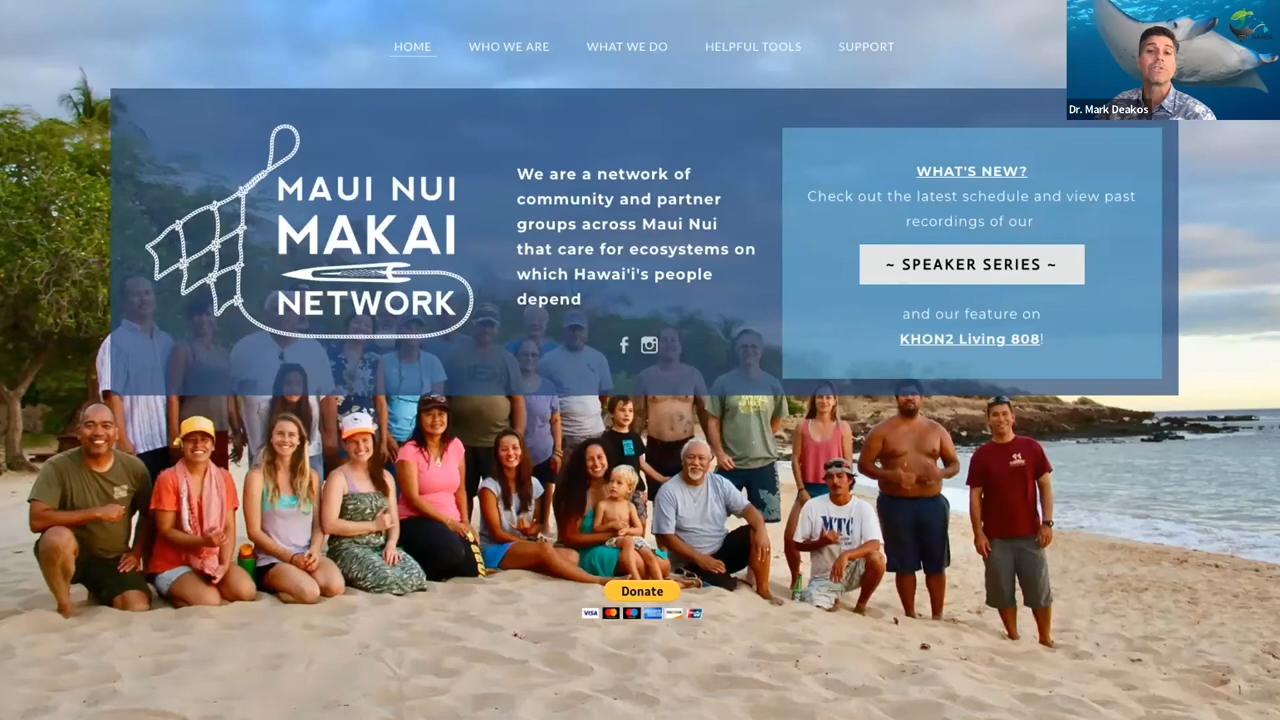 HOME WHO WE ARE WHAT WE DO HELPFUL TOOLS SUPPORT
Dr. Mark Deakos
MAUI NUI
MAKAI
NETWORK
We are a network of
community and partner
groups across Maui Nui
that care for ecosystems on
which Hawai'i's people
depend
WHAT'S NEW?
Check out the latest schedule and view past
recordings of our
~ SPEAKER SERIES ~
and our feature on
KHON2 Living 808!
MTC
Donate
VISA